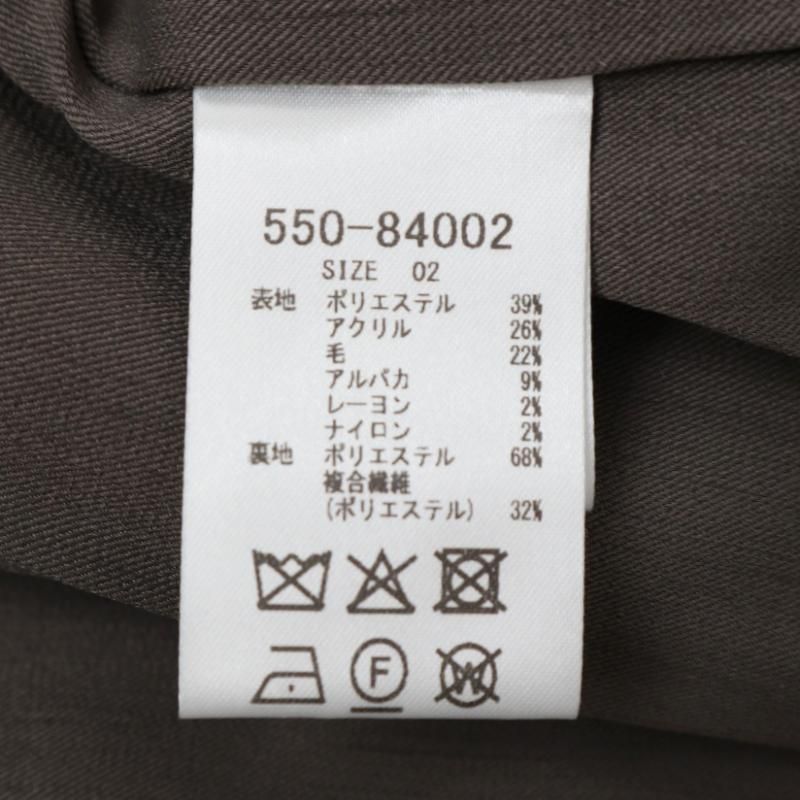 550-84002
SIZE 02
表地 ポリエステル 39%
アクリル 26%
毛 22%
アルパカ 9%
レーヨン 2%
ナイロン 2%
裏地 ポリエステル 68%
複合繊維
(ポリエステル) 32%
F W